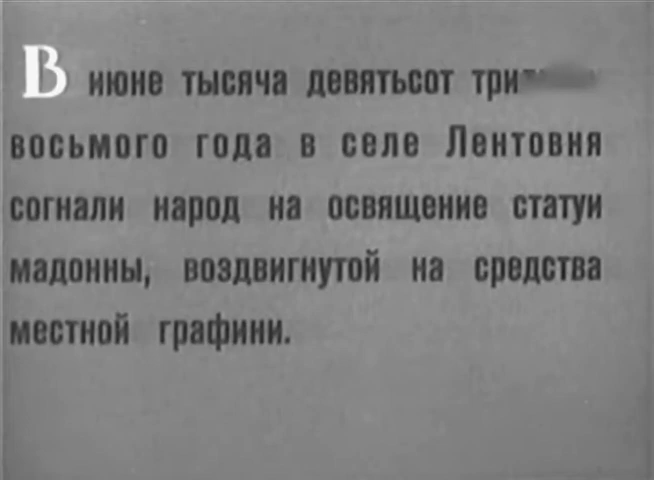 В июне тысяча девятьсот
восьмого года в селе Лентовня
согнали народ на освящение статуи
мадонны, воздвигнутой на средства
местной графини.